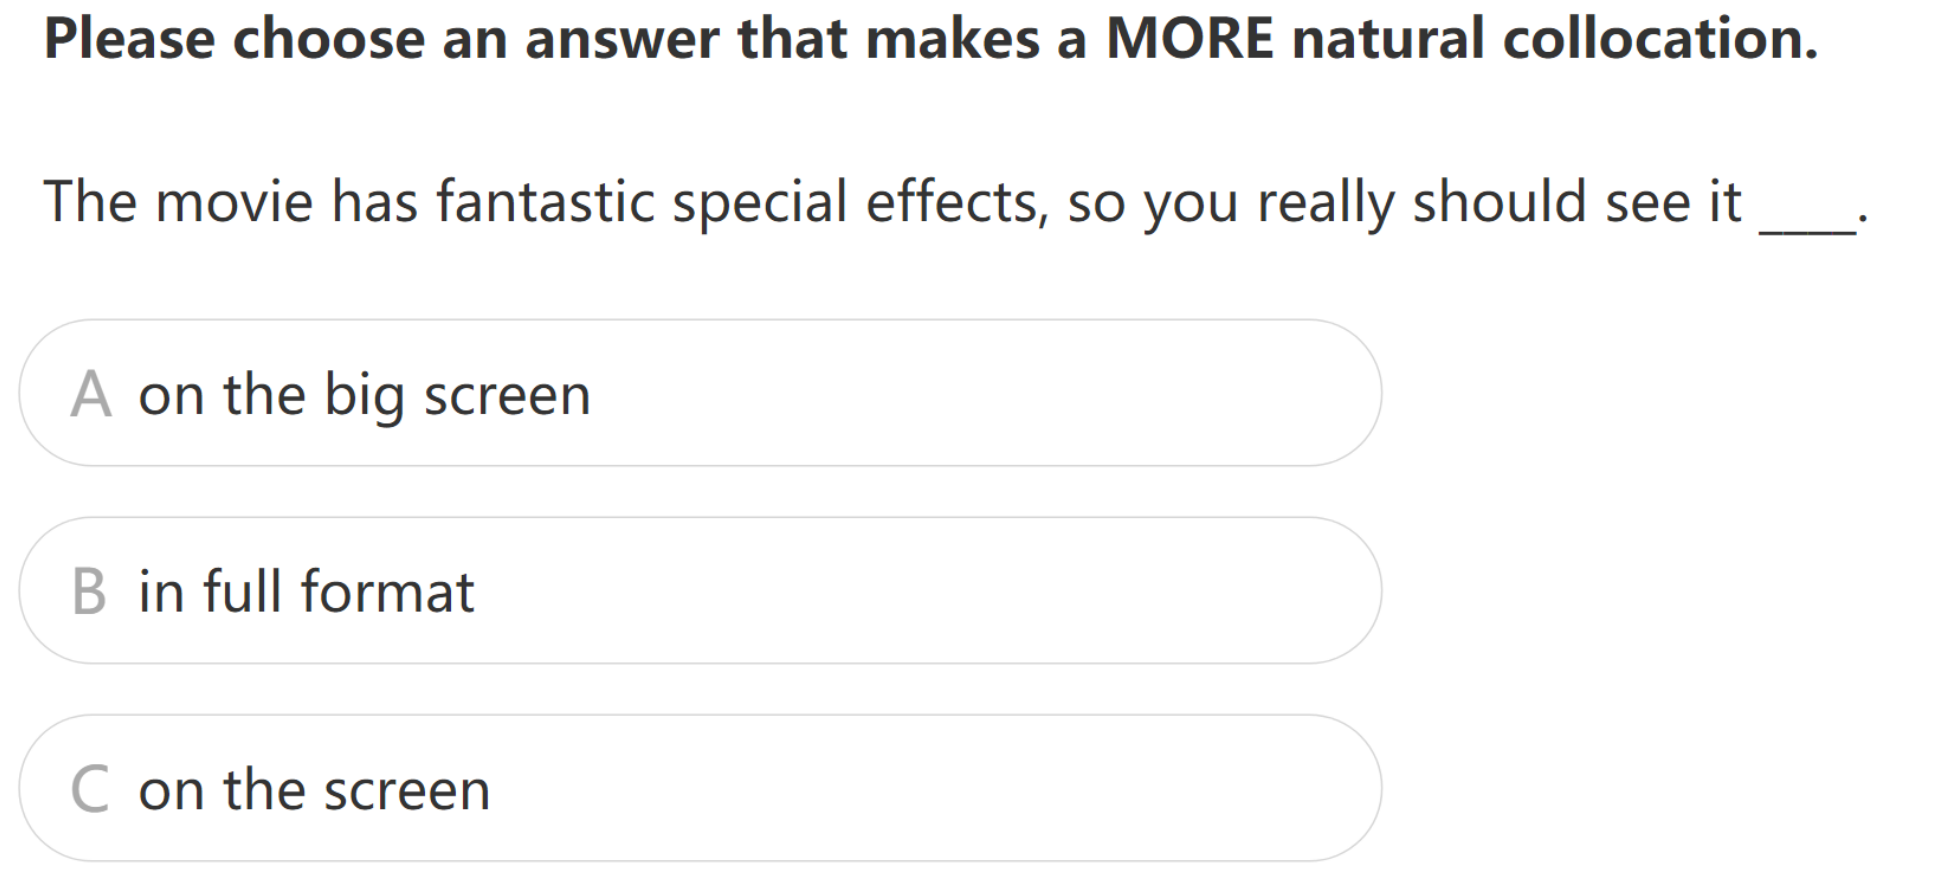 Please choose an answer that makes a MORE natural collocation.
The movie has fantastic special effects, so you really should see it ____.
A on the big screen
B in full format
C on the screen